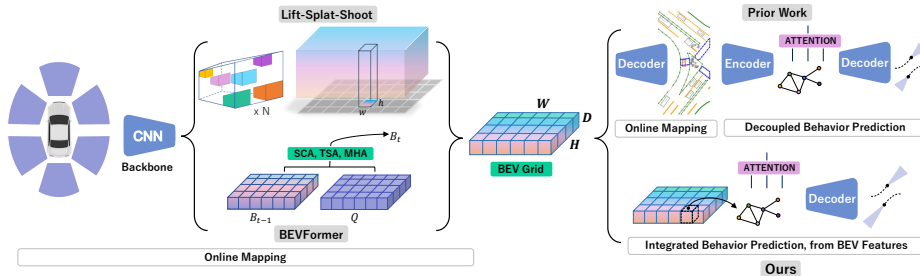 Lift-Splat-Shoot
Prior Work
ATTENTION
Decoder
Encoder
Decoder
h
w
x N
W
D
H
Online Mapping
Decoupled Behavior Prediction
CNN
Backbone
B_t
SCA, TSA, MHA
BEV Grid
ATTENTION
Decoder
B_{t-1}
Q
BEVFormer
Integrated Behavior Prediction, from BEV Features
Online Mapping
Ours